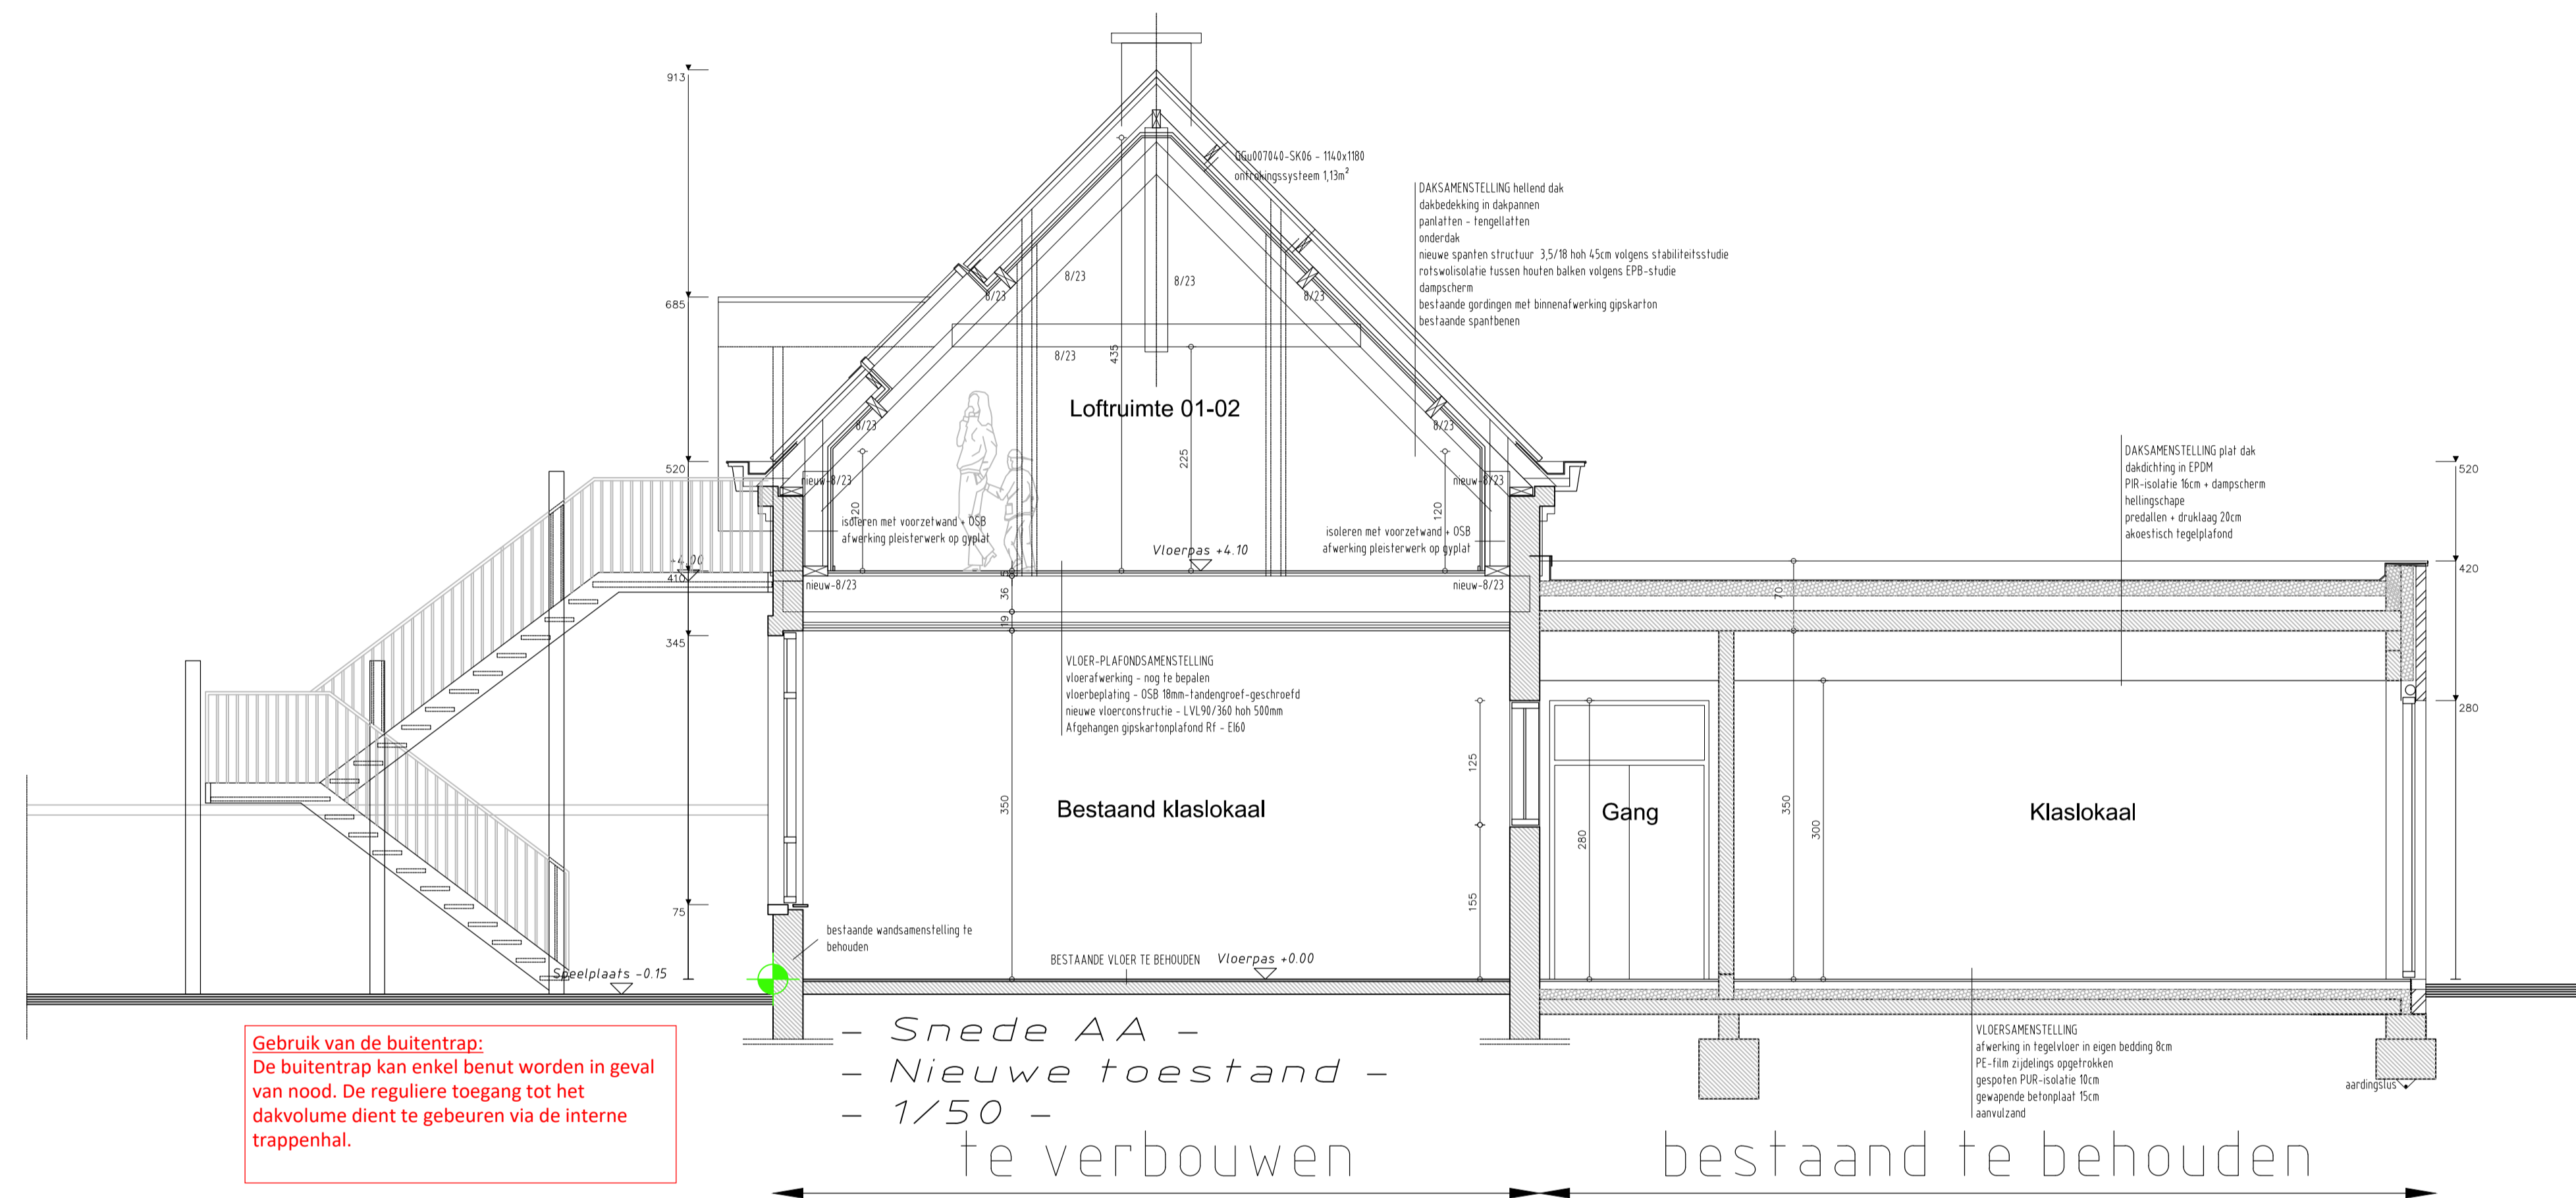 913
685
520
410
345
75
+4.00
GGu007040-SK06 - 1140x1180
ontrokingssysteem 1,13m²
DAKSAMENSTELLING hellend dak
dakbedekking in dakpannen
panlatten - tengellatten
onderdak
nieuwe spanten structuur 3,5/18 hoh 45cm volgens stabiliteitsstudie
rotswolisolatie tussen houten balken volgens EPB-studie
dampscherm
bestaande gordingen met binnenafwerking gipskarton
bestaande spantbenen
8/23
8/23
8/23
8/23
8/23
8/23
8/23
435
225
Loftruimte 01-02
nieuw-8/23
nieuw-8/23
120
120
isoleren met voorzetwand + OSB
afwerking pleisterwerk op gyplat
isoleren met voorzetwand + OSB
afwerking pleisterwerk op gyplat
Vloerpas +4.10
nieuw-8/23
nieuw-8/23
5
36
19
DAKSAMENSTELLING plat dak
dakdichting in EPDM
PIR-isolatie 16cm + dampscherm
hellingschape
predallen + druklaag 20cm
akoestisch tegelplafond
520
420
280
70
VLOER-PLAFONDSAMENSTELLING
vloerafwerking - nog te bepalen
vloerbeplating - OSB 18mm-tandengroef-geschroefd
nieuwe vloerconstructie - LVL90/360 hoh 500mm
Afgehangen gipskartonplafond Rf - EI60
350
Bestaand klaslokaal
125
155
280
Gang
350
300
Klaslokaal
bestaande wandsamenstelling te
behouden
BESTAANDE VLOER TE BEHOUDEN
Vloerpas +0.00
Speelplaats -0.15
Gebruik van de buitentrap:
De buitentrap kan enkel benut worden in geval
van nood. De reguliere toegang tot het
dakvolume dient te gebeuren via de interne
trappenhal.
- Snede AA -
- Nieuwe toestand -
- 1/50 -
VLOERSAMENSTELLING
afwerking in tegelvloer in eigen bedding 8cm
PE-film zijdelings opgetrokken
gespoten PUR-isolatie 10cm
gewapende betonplaat 15cm
aanvulzand
aardingslus
te verbouwen
bestaand te behouden